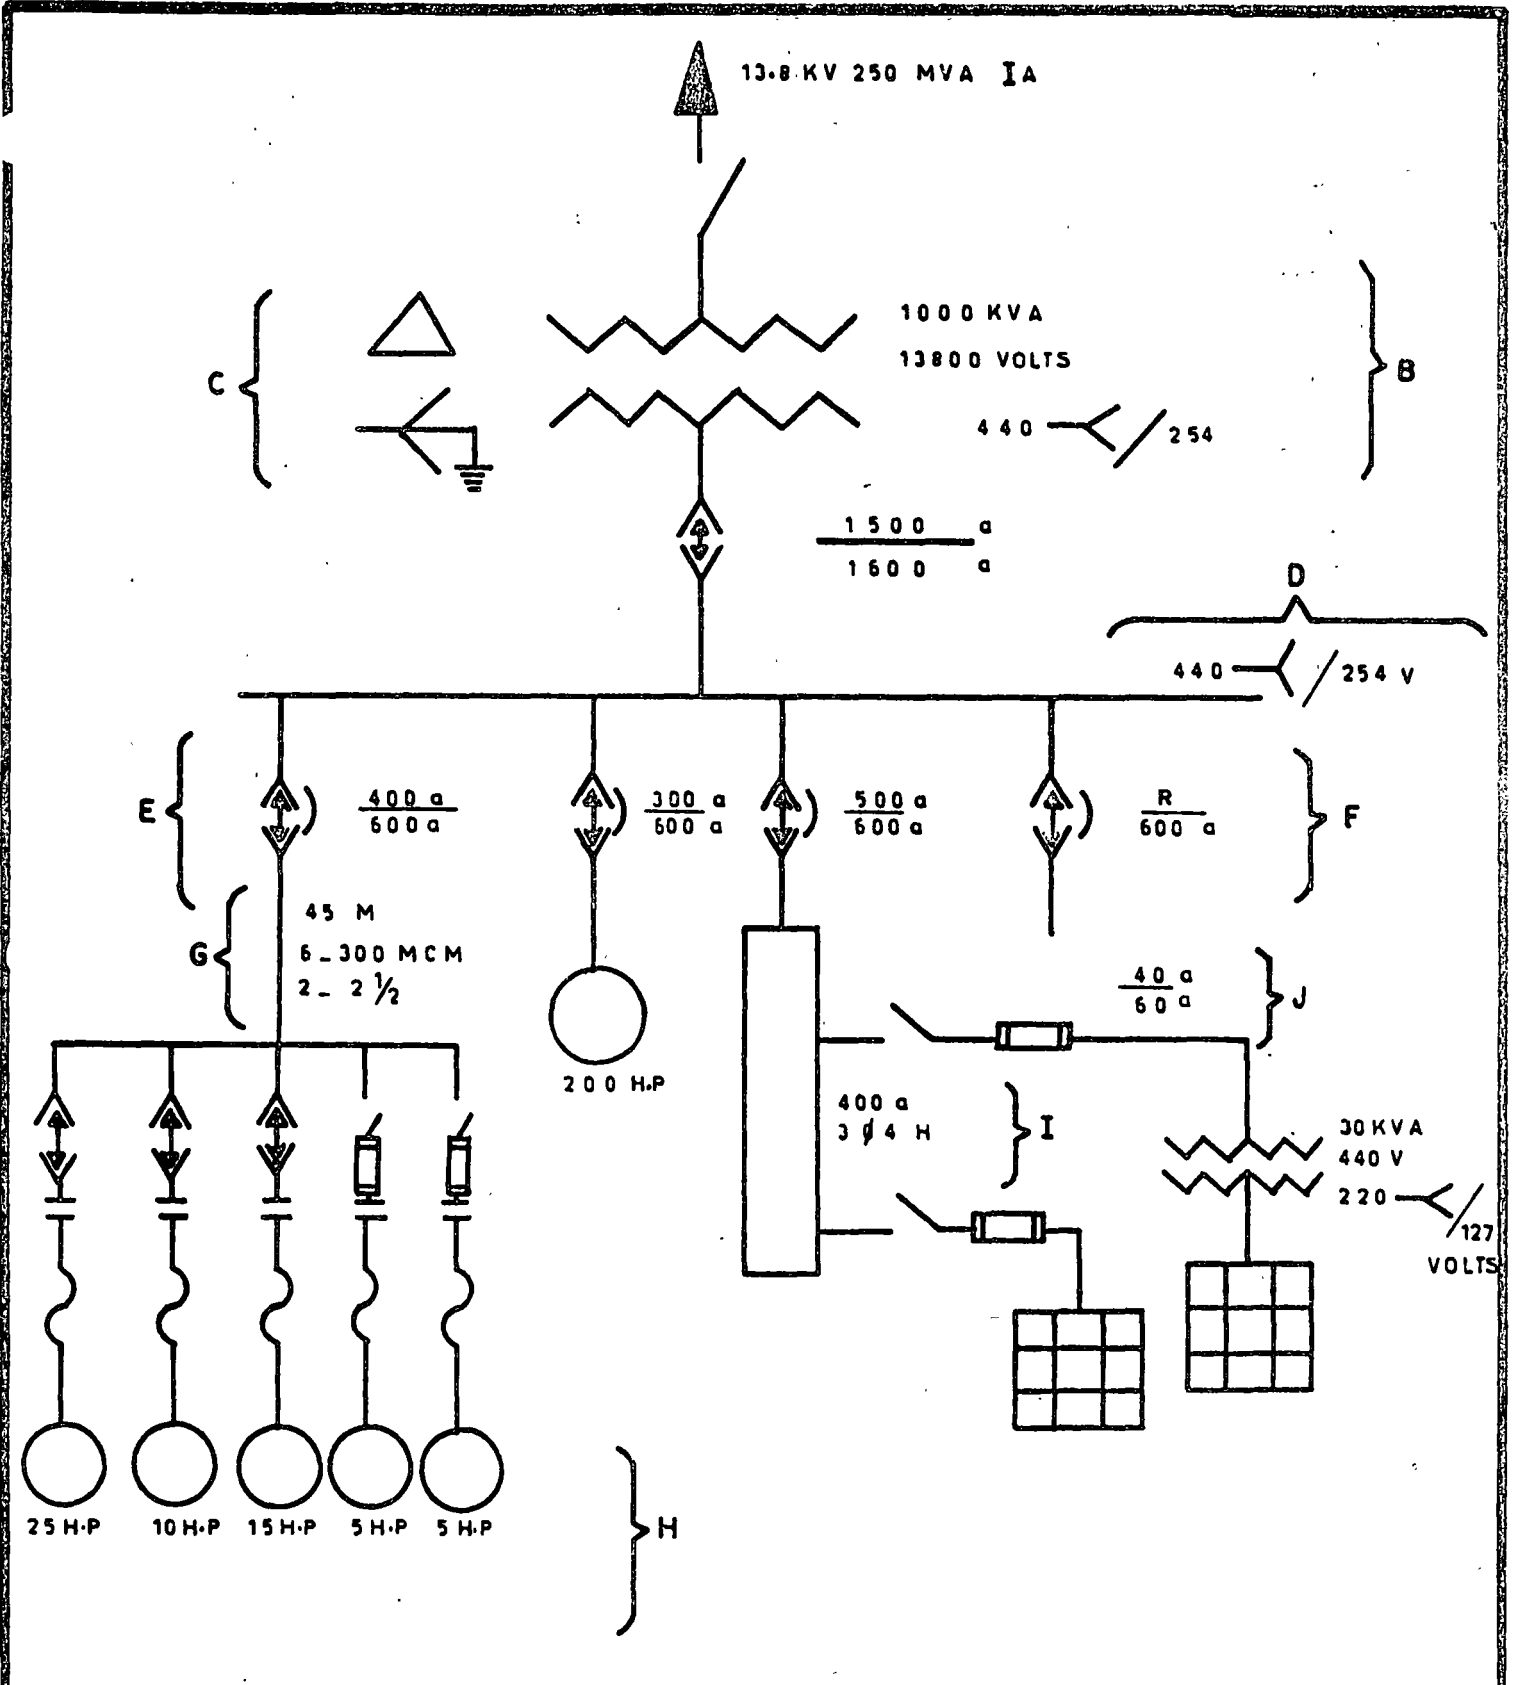 13.8 KV 250 MVA IA
1000 KVA
13800 VOLTS
C
B
440 / 254
1500 a
1600 a
D
440 / 254 V
E
400 a
600 a
300 a
600 a
500 a
600 a
R
600 a
F
G
45 M
6_300 MCM
2_ 2 1/2
40 a
60 a
J
200 H.P
400 a
3 ø 4 H
I
30 KVA
440 V
220 /127
VOLTS
25 H.P 10 H.P 15 H.P 5 H.P 5 H.P
H